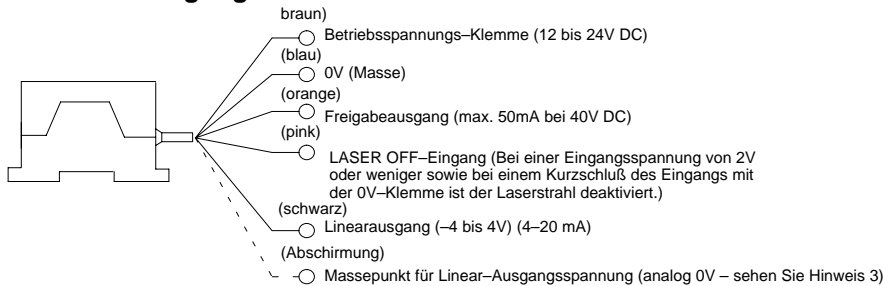 braun)
Betriebsspannungs–Klemme (12 bis 24V DC)
(blau)
0V (Masse)
(orange)
Freigabeausgang (max. 50mA bei 40V DC)
(pink)
LASER OFF–Eingang (Bei einer Eingangsspannung von 2V
oder weniger sowie bei einem Kurzschluß des Eingangs mit
der 0V–Klemme ist der Laserstrahl deaktiviert.)
(schwarz)
Linearausgang (–4 bis 4V) (4–20 mA)
(Abschirmung)
Massepunkt für Linear–Ausgangsspannung (analog 0V – sehen Sie Hinweis 3)